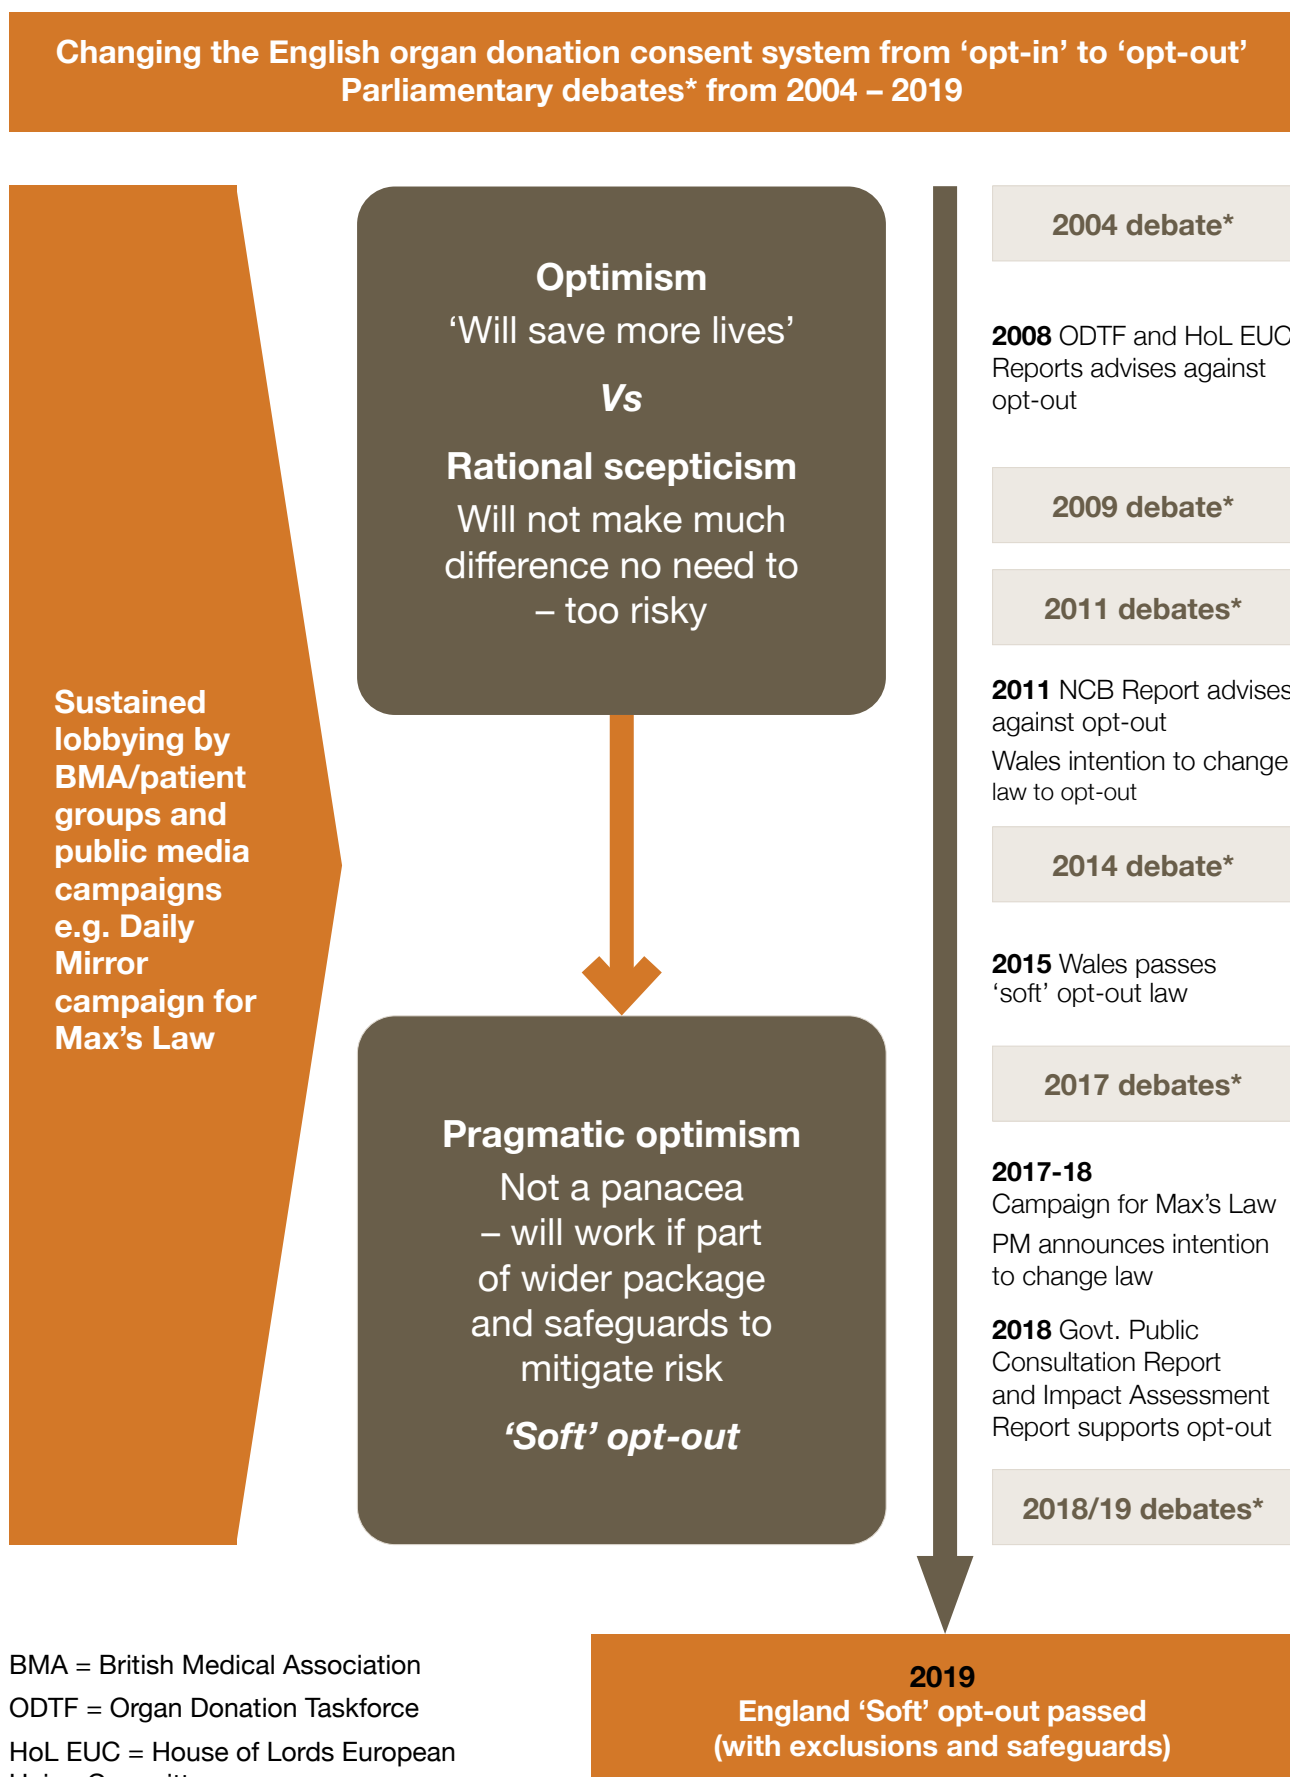 Changing the English organ donation consent system from ‘opt-in’ to ‘opt-out’
Parliamentary debates* from 2004 – 2019
Sustained
lobbying by
BMA/patient
groups and
public media
campaigns
e.g. Daily
Mirror
campaign for
Max’s Law
Optimism
‘Will save more lives’
Vs
Rational scepticism
Will not make much
difference no need to
– too risky
Pragmatic optimism
Not a panacea
– will work if part
of wider package
and safeguards to
mitigate risk
‘Soft’ opt-out
2004 debate*
2008 ODTF and HoL EUC
Reports advises against
opt-out
2009 debate*
2011 debates*
2011 NCB Report advises
against opt-out
Wales intention to change
law to opt-out
2014 debate*
2015 Wales passes
‘soft’ opt-out law
2017 debates*
2017-18
Campaign for Max’s Law
PM announces intention
to change law
2018 Govt. Public
Consultation Report
and Impact Assessment
Report supports opt-out
2018/19 debates*
2019
England ‘Soft’ opt-out passed
(with exclusions and safeguards)
BMA = British Medical Association
ODTF = Organ Donation Taskforce
HoL EUC = House of Lords European